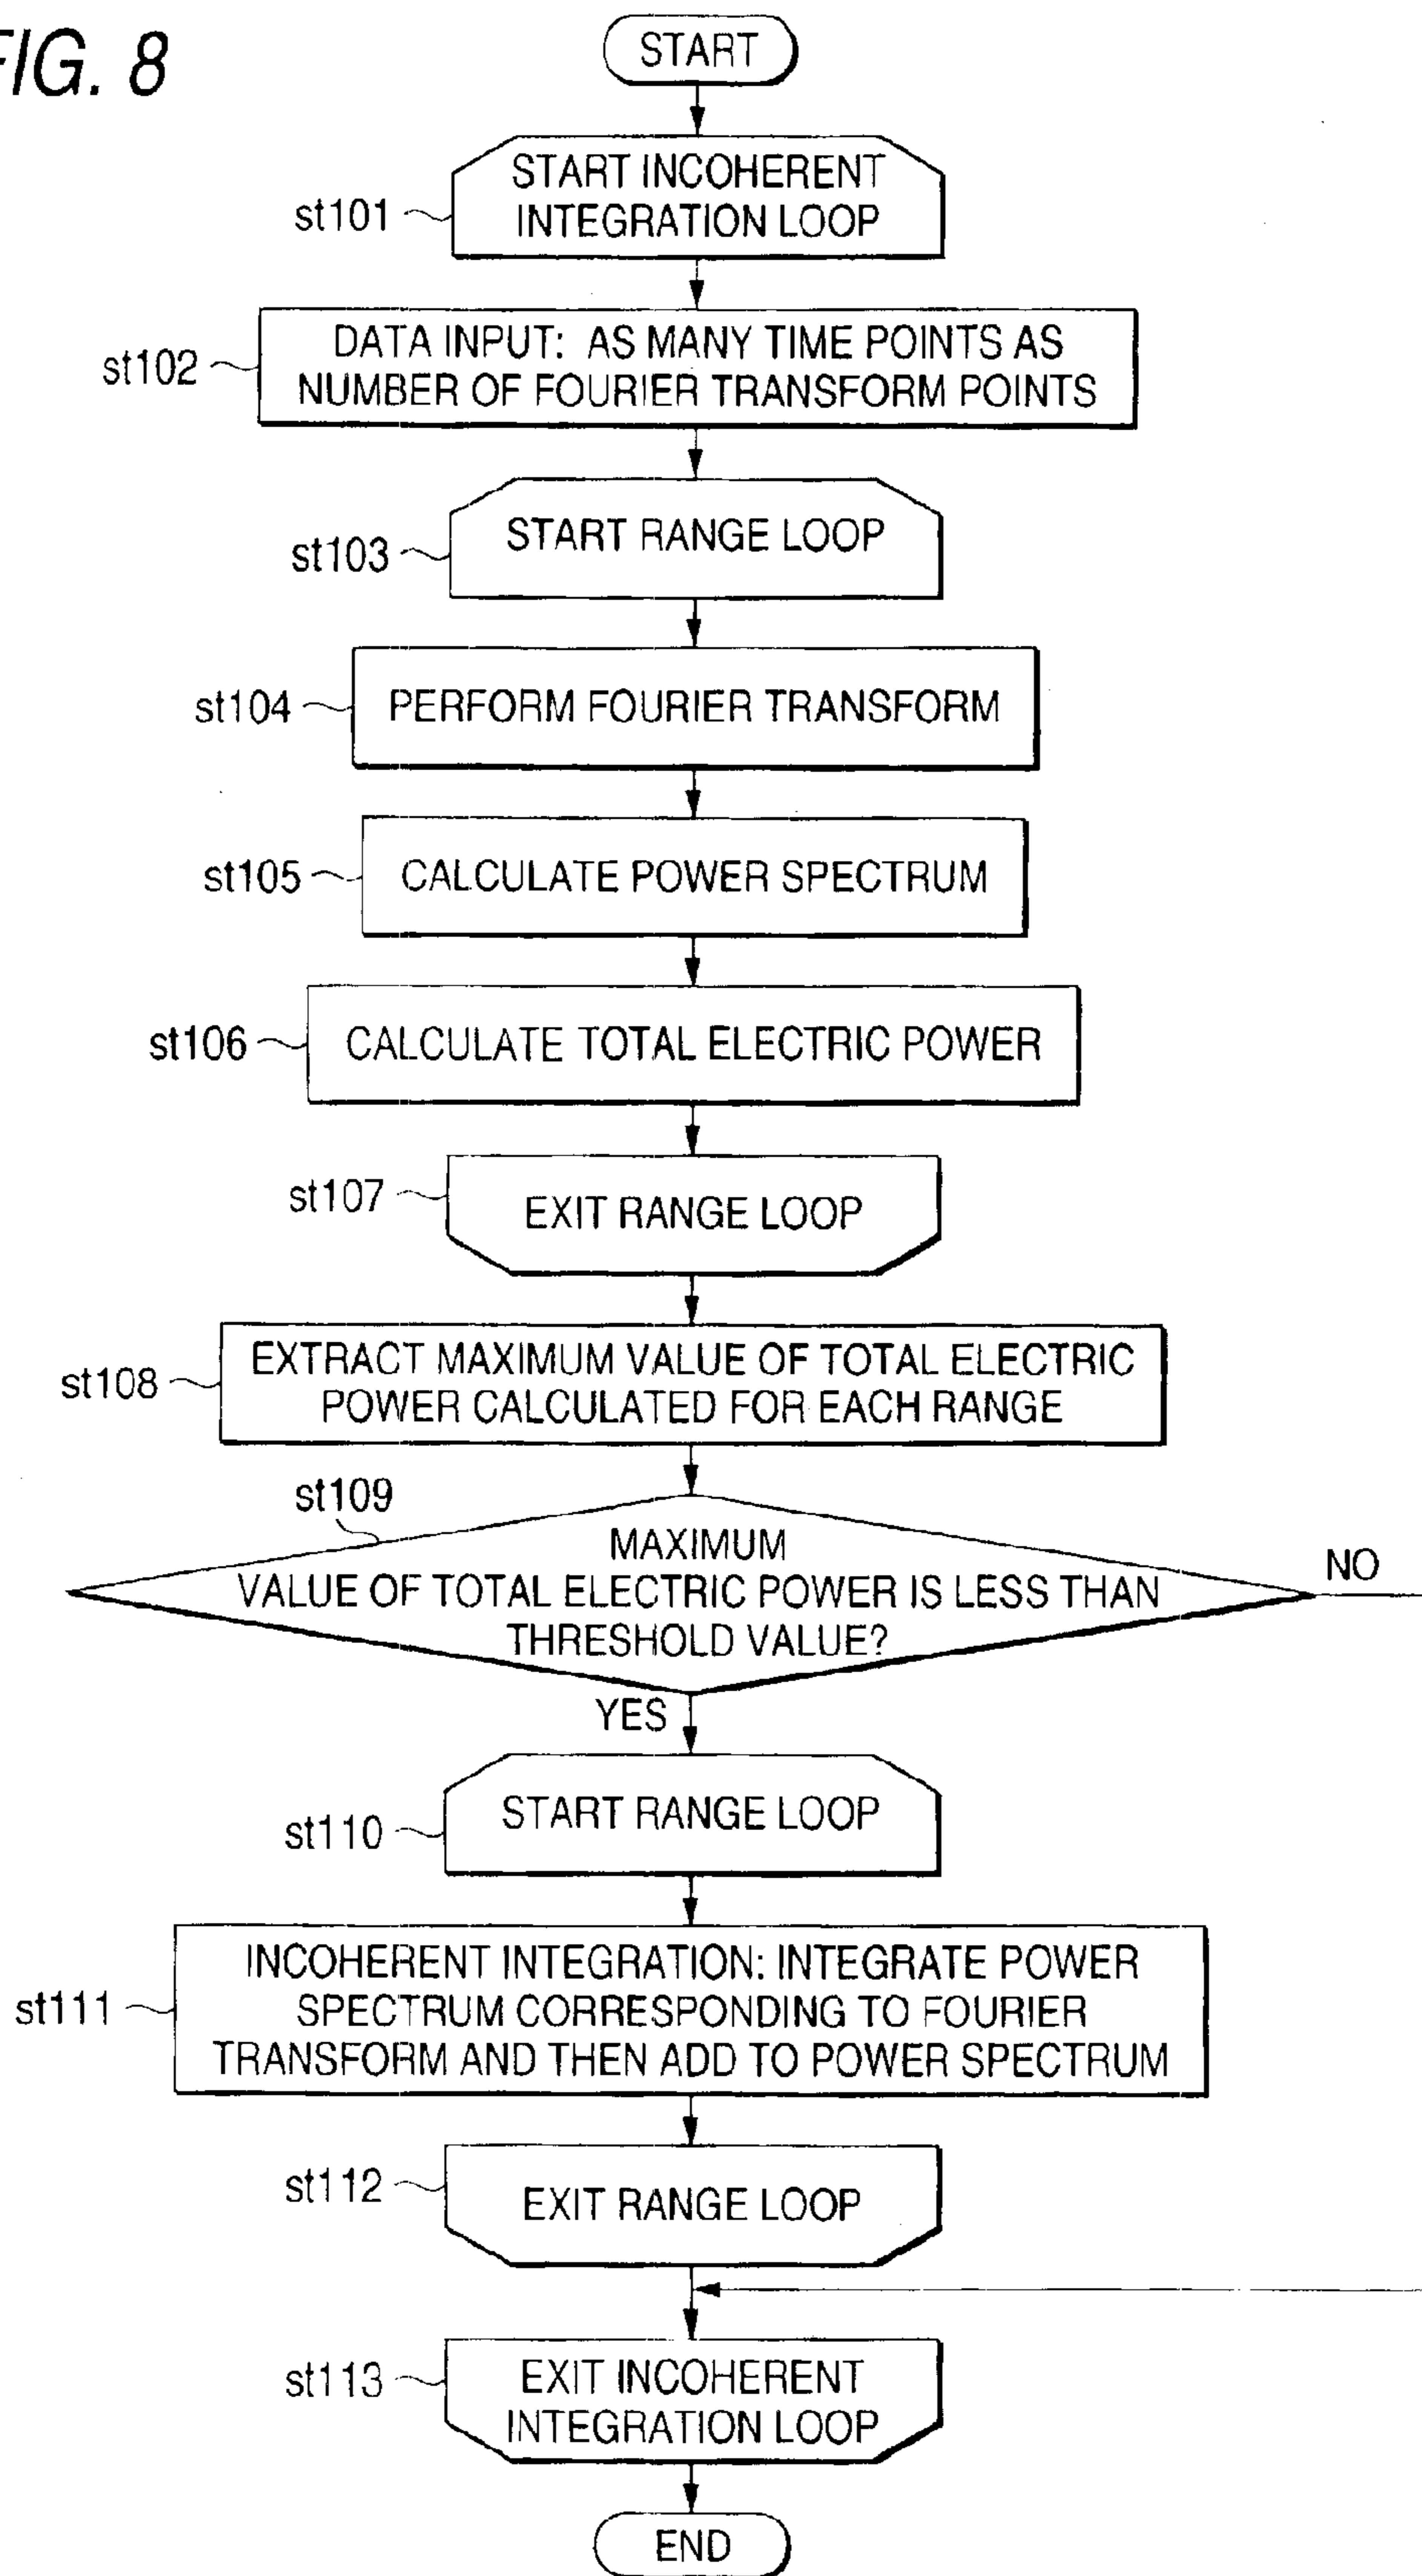 FIG. 8
START
START INCOHERENT
INTEGRATION LOOP
st101
DATA INPUT: AS MANY TIME POINTS AS
NUMBER OF FOURIER TRANSFORM POINTS
st102
START RANGE LOOP
st103
PERFORM FOURIER TRANSFORM
st104
CALCULATE POWER SPECTRUM
st105
CALCULATE TOTAL ELECTRIC POWER
st106
EXIT RANGE LOOP
st107
EXTRACT MAXIMUM VALUE OF TOTAL ELECTRIC
POWER CALCULATED FOR EACH RANGE
st108
st109
MAXIMUM
VALUE OF TOTAL ELECTRIC POWER IS LESS THAN
THRESHOLD VALUE?
NO
YES
START RANGE LOOP
st110
INCOHERENT INTEGRATION: INTEGRATE POWER
SPECTRUM CORRESPONDING TO FOURIER
TRANSFORM AND THEN ADD TO POWER SPECTRUM
st111
EXIT RANGE LOOP
st112
EXIT INCOHERENT
INTEGRATION LOOP
st113
END